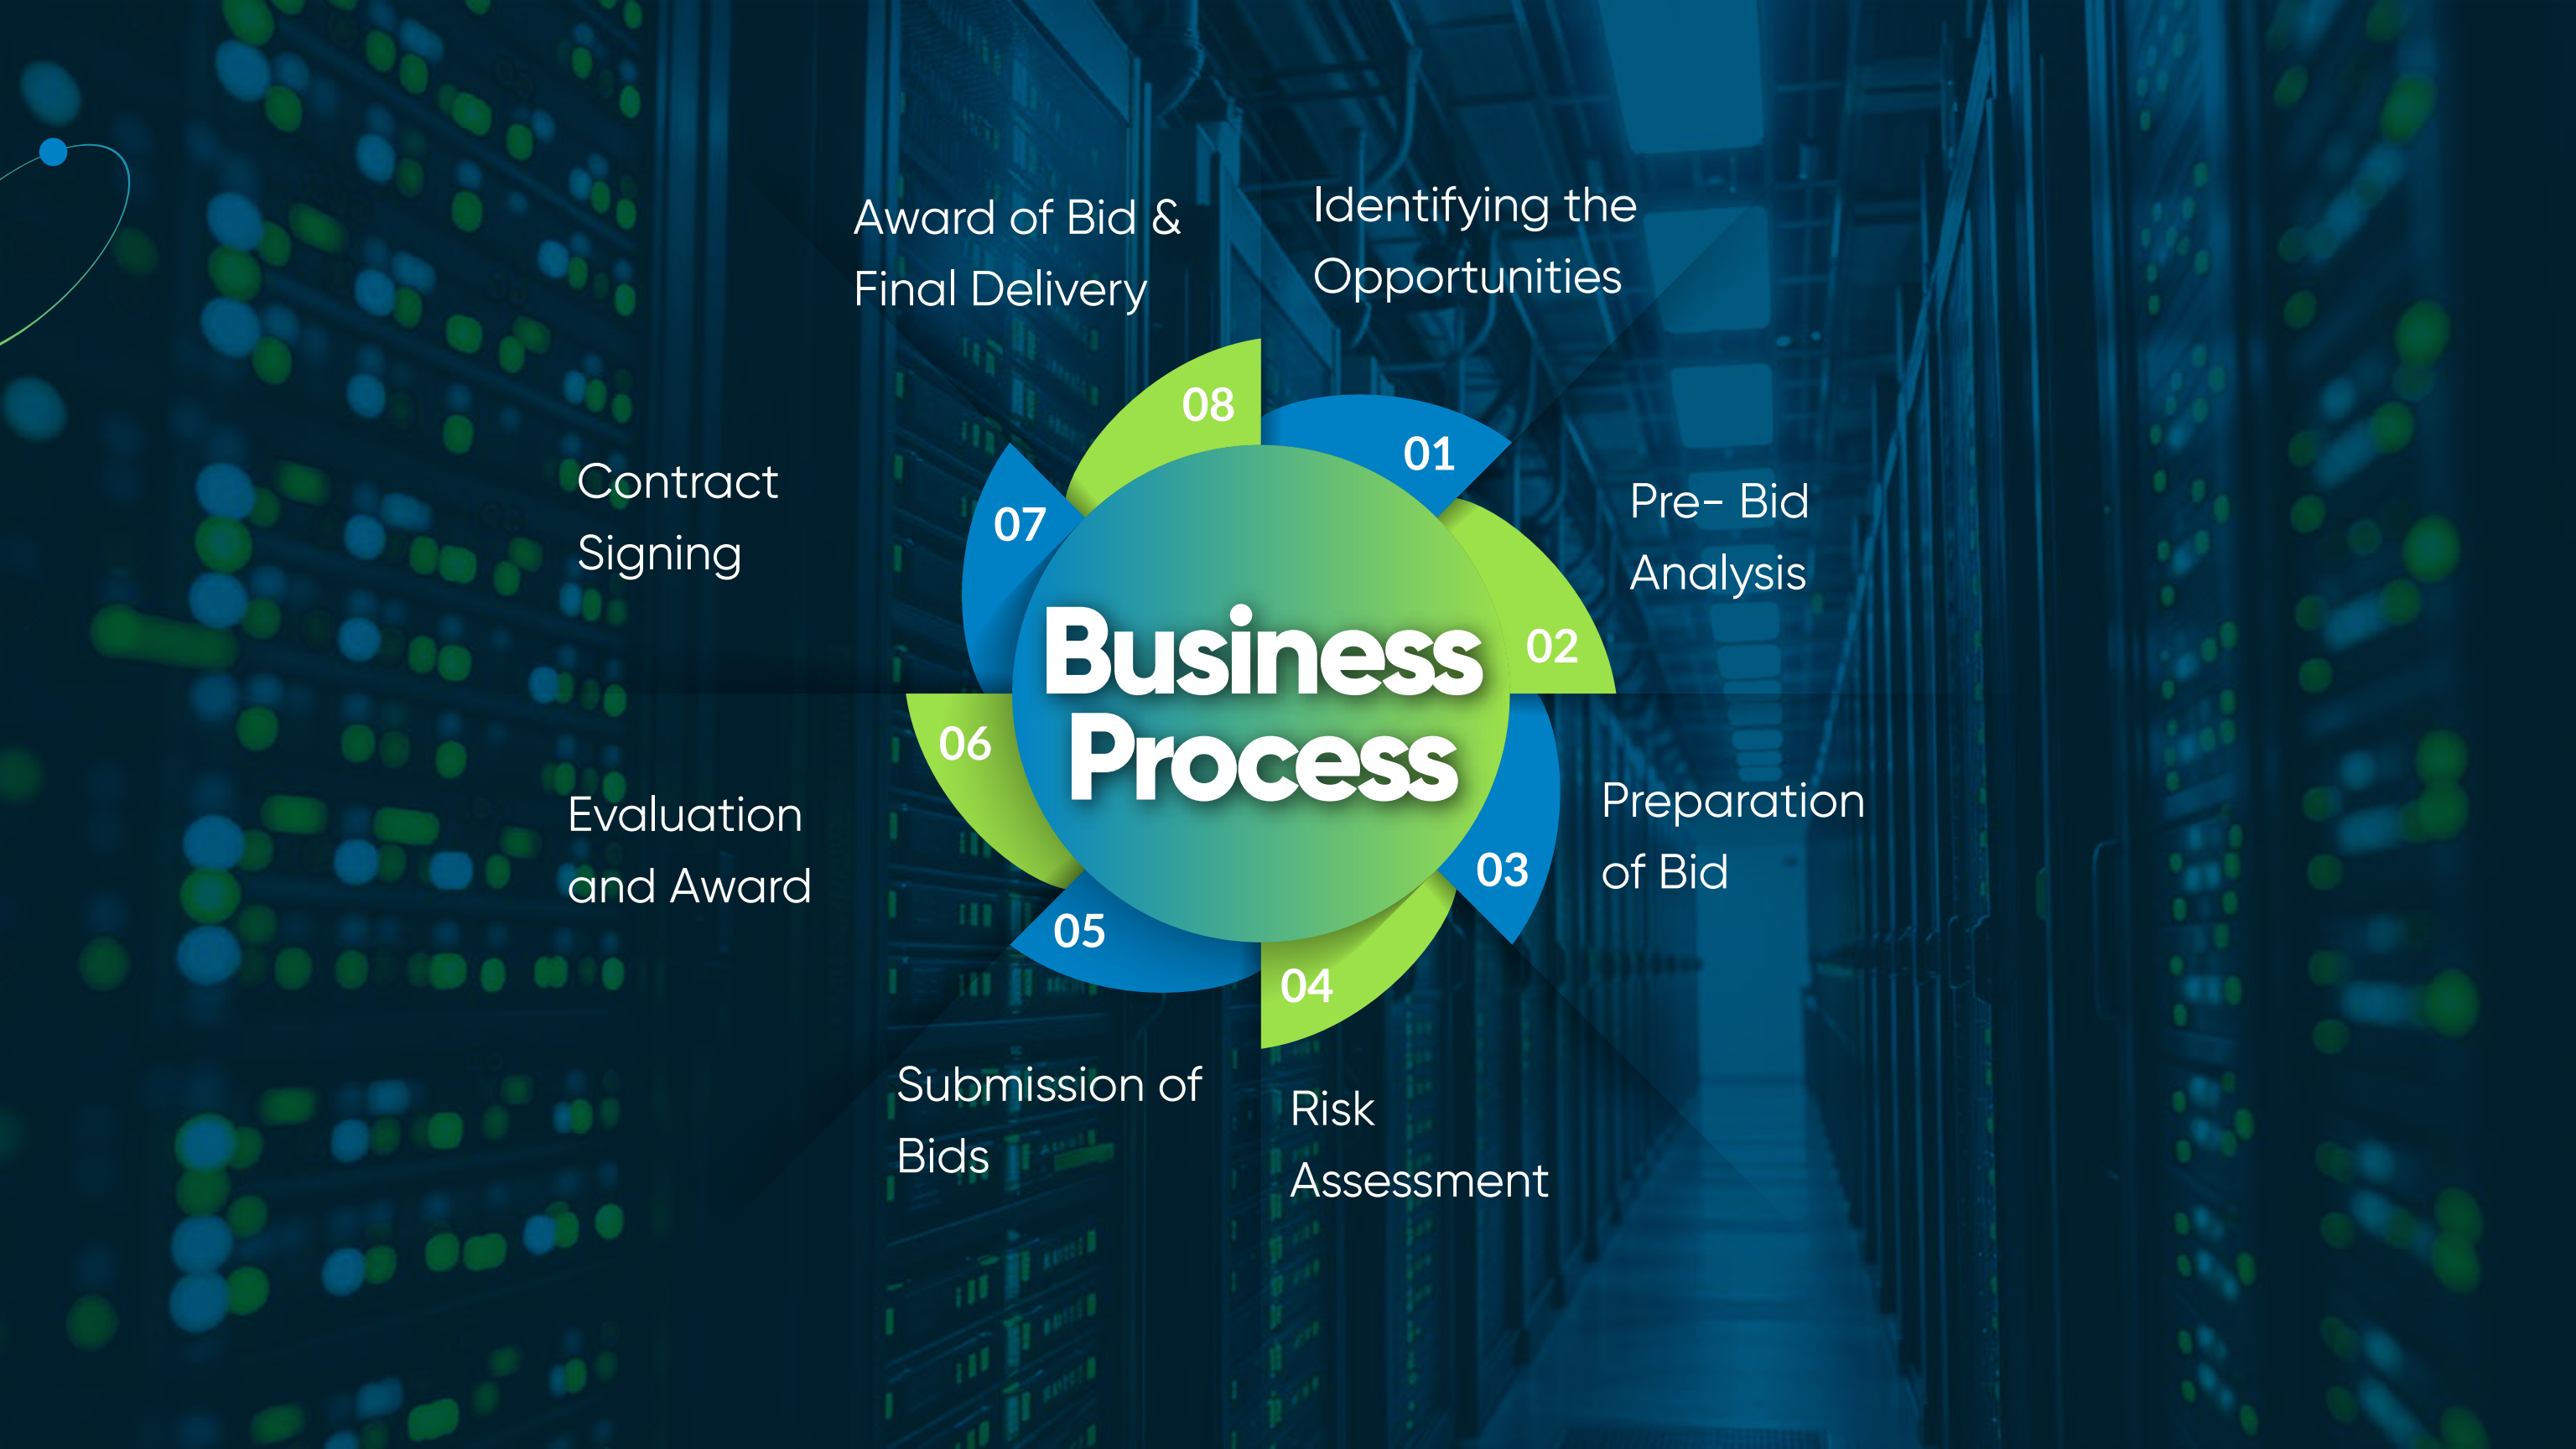 Business
Process
01
Identifying the
Opportunities
02
Pre- Bid
Analysis
03
Preparation
of Bid
04
Risk
Assessment
05
Submission of
Bids
06
Evaluation
and Award
07
Contract
Signing
08
Award of Bid &
Final Delivery